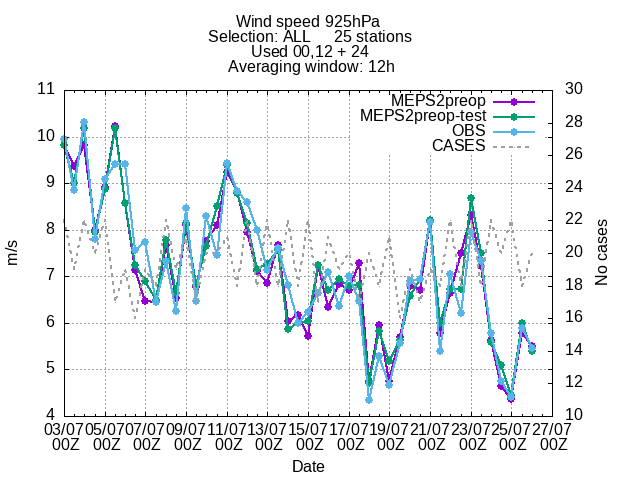 Wind speed 925hPa
Selection: ALL 25 stations
Used 00,12 + 24
Averaging window: 12h
MEPS2preop
MEPS2preop-test
OBS
CASES
11
10
9
8
7
6
5
4
m/s
30
28
26
24
22
20
18
16
14
12
10
No cases
03/07 05/07 07/07 09/07 11/07 13/07 15/07 17/07 19/07 21/07 23/07 25/07 27/07
00Z 00Z 00Z 00Z 00Z 00Z 00Z 00Z 00Z 00Z 00Z 00Z 00Z
Date